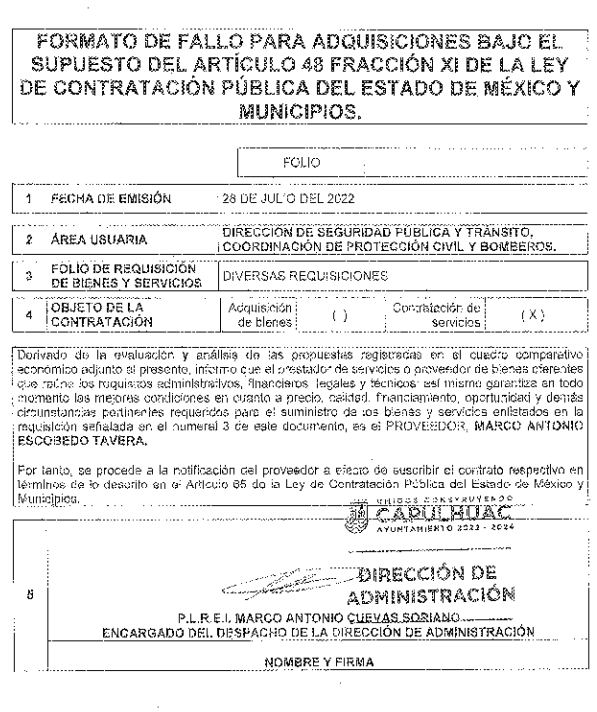 FORMATO DE FALLO PARA ADQUISICIONES BAJO EL
SUPUESTO DEL ARTÍCULO 48 FRACCIÓN XI DE LA LEY
DE CONTRATACIÓN PÚBLICA DEL ESTADO DE MÉXICO Y
MUNICIPIOS.
FOLIO
1 FECHA DE EMISIÓN 28 DE JULIO DEL 2022
2 ÁREA USUARIA DIRECCIÓN DE SEGURIDAD PÚBLICA Y TRÁNSITO,
COORDINACIÓN DE PROTECCIÓN CIVIL Y BOMBEROS.
3 FOLIO DE REQUISICIÓN
DE BIENES Y SERVICIOS DIVERSAS REQUISICIONES
4 OBJETO DE LA
CONTRATACIÓN Adquisición
de bienes ( ) Contratación de
servicios ( X )
Derivado de la evaluación y análisis de las propuestas registradas en el cuadro comparativo
económico adjunto al presente, informo que el prestador de servicios o proveedor de bienes oferentes
que reúne los requisitos administrativos, financieros, legales y técnicos; así mismo garantiza en todo
momento las mejores condiciones en cuanto a precio, calidad, financiamiento, oportunidad y demás
circunstancias pertinentes requeridos para el suministro de los bienes y servicios enlistados en la
requisición señalada en el numeral 3 de este documento, es el PROVEEDOR, MARCO ANTONIO
ESCOBEDO TAVERA.
Por tanto, se procede a la notificación del proveedor a efecto de suscribir el contrato respectivo en
términos de lo descrito en el Artículo 65 de la Ley de Contratación Pública del Estado de México y
Municipios.
UNIDOS CONSTRUYENDO
CAPULHUAC
AYUNTAMIENTO 2022 - 2024
DIRECCIÓN DE
ADMINISTRACIÓN
P.L.R.E.I. MARCO ANTONIO CUEVAS SORIANO
ENCARGADO DEL DESPACHO DE LA DIRECCIÓN DE ADMINISTRACIÓN
NOMBRE Y FIRMA